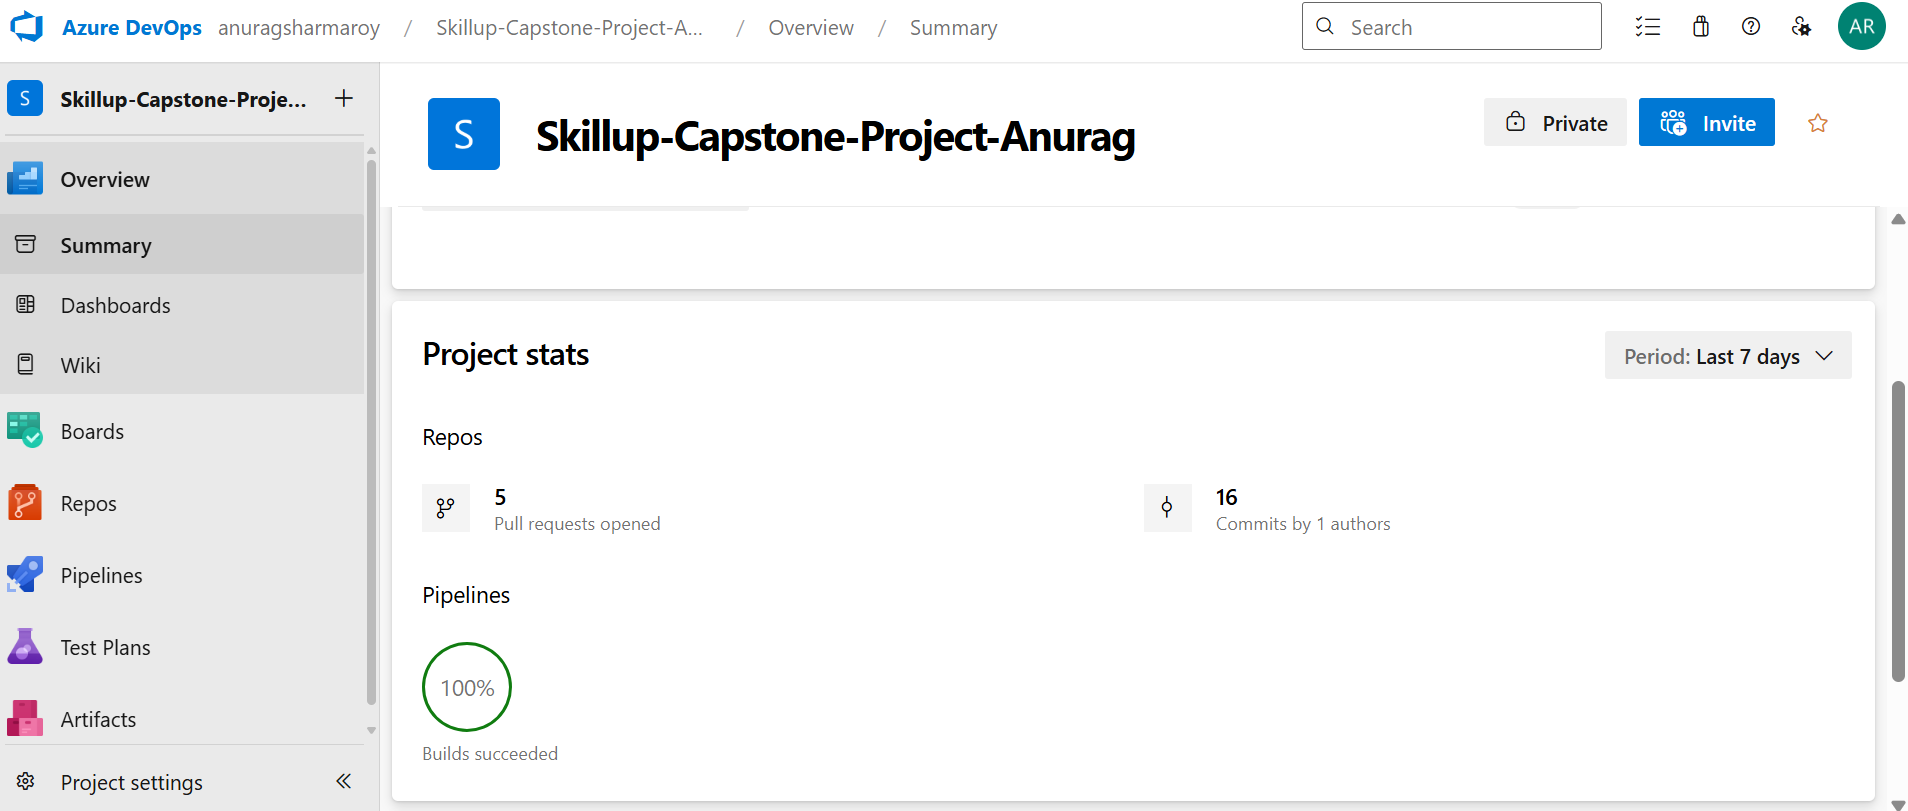 Azure DevOps anuragsharmaroy / Skillup-Capstone-Project-A... / Overview / Summary
Search
AR
S Skillup-Capstone-Proje... +
Overview
Summary
Dashboards
Wiki
Boards
Repos
Pipelines
Test Plans
Artifacts
Project settings
S Skillup-Capstone-Project-Anurag
Private
Invite
Project stats
Period: Last 7 days
Repos
5
Pull requests opened
16
Commits by 1 authors
Pipelines
100%
Builds succeeded